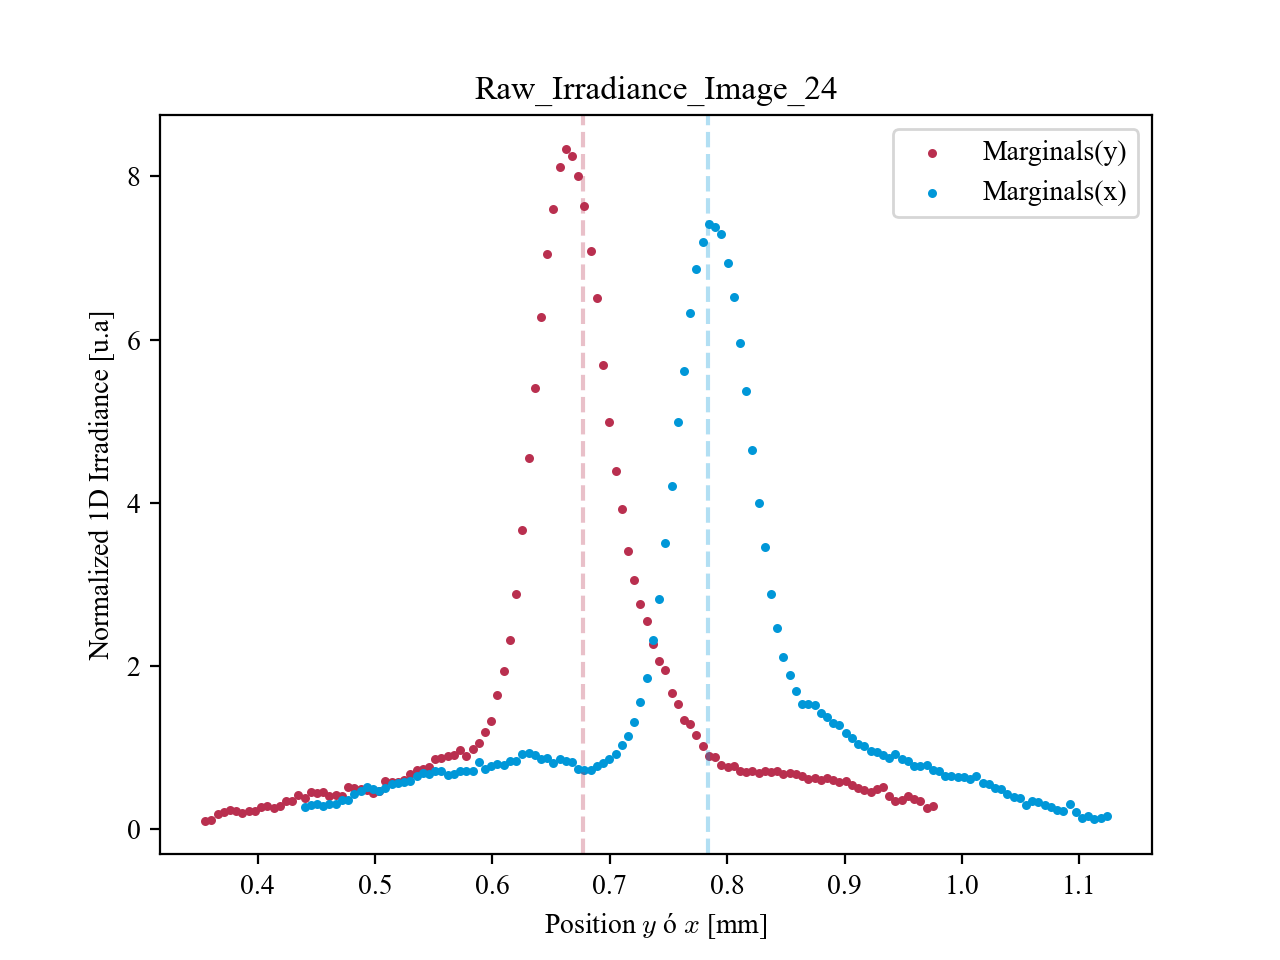 Raw_Irradiance_Image_24
Marginals(y)
Marginals(x)
Normalized 1D Irradiance [u.a]
8
6
4
2
0
0.4 0.5 0.6 0.7 0.8 0.9 1.0 1.1
Position y ó x [mm]